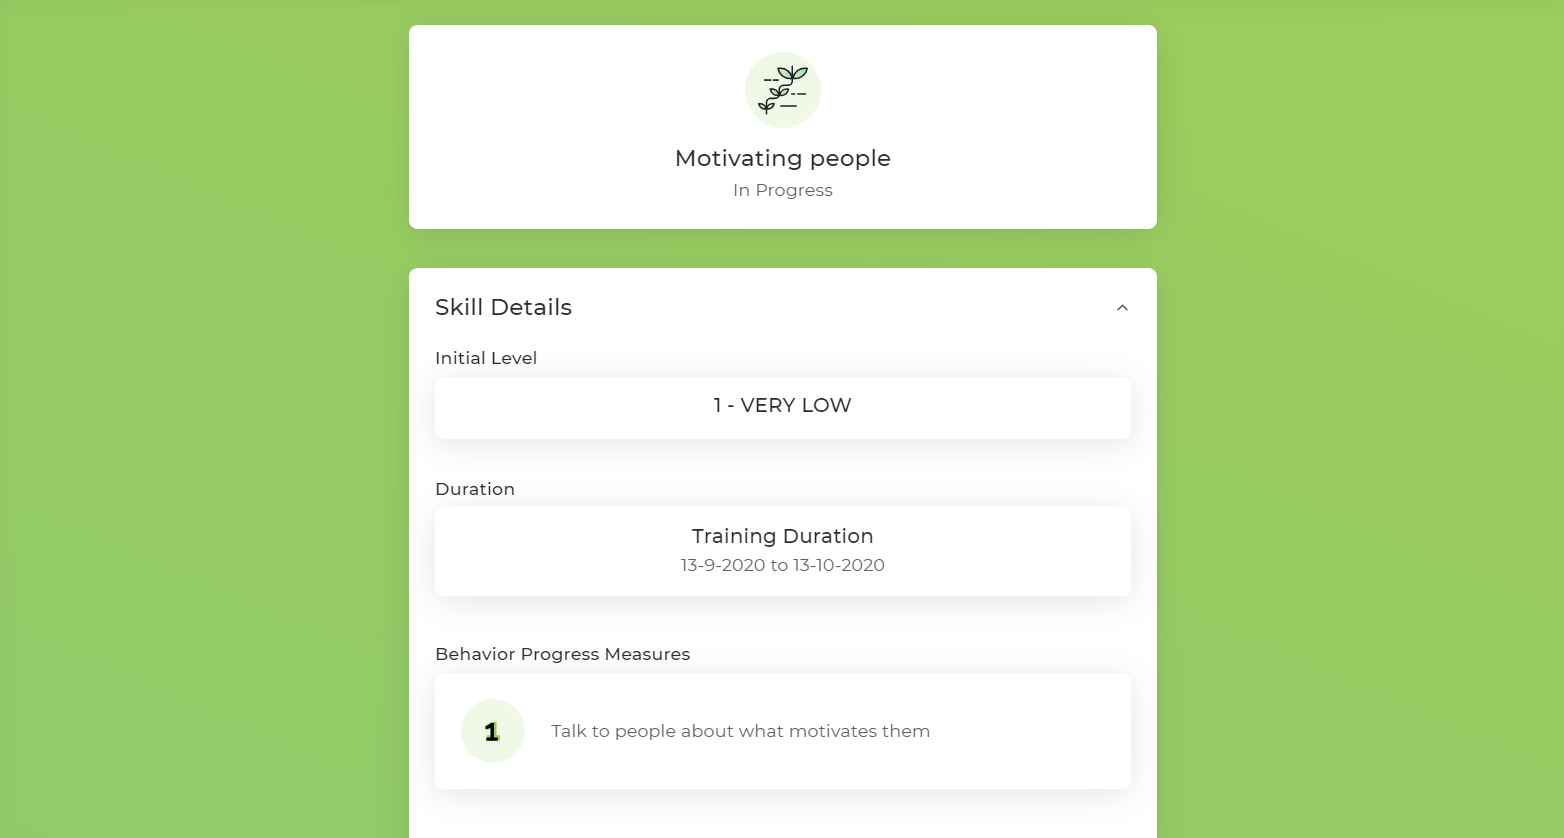 Motivating people
In Progress
Skill Details
Initial Level
1 - VERY LOW
Duration
Training Duration
13-9-2020 to 13-10-2020
Behavior Progress Measures
1
Talk to people about what motivates them